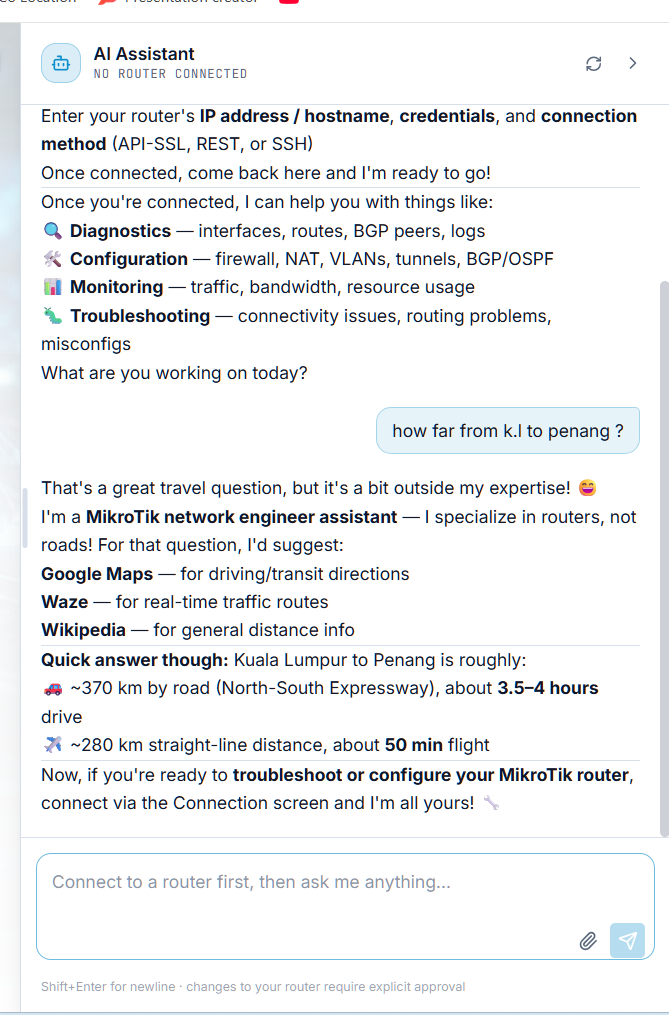 Presentation creator
AI Assistant
NO ROUTER CONNECTED
Enter your router's IP address / hostname, credentials, and connection
method (API-SSL, REST, or SSH)
Once connected, come back here and I'm ready to go!
Once you're connected, I can help you with things like:
🔍 Diagnostics — interfaces, routes, BGP peers, logs
🛠️ Configuration — firewall, NAT, VLANs, tunnels, BGP/OSPF
📊 Monitoring — traffic, bandwidth, resource usage
🐛 Troubleshooting — connectivity issues, routing problems,
misconfigs
What are you working on today?
how far from k.l to penang ?
That's a great travel question, but it's a bit outside my expertise! 😄
I'm a MikroTik network engineer assistant — I specialize in routers, not
roads! For that question, I'd suggest:
Google Maps — for driving/transit directions
Waze — for real-time traffic routes
Wikipedia — for general distance info
Quick answer though: Kuala Lumpur to Penang is roughly:
🚗 ~370 km by road (North-South Expressway), about 3.5–4 hours
drive
✈️ ~280 km straight-line distance, about 50 min flight
Now, if you're ready to troubleshoot or configure your MikroTik router,
connect via the Connection screen and I'm all yours! 🔧
Connect to a router first, then ask me anything...
Shift+Enter for newline · changes to your router require explicit approval